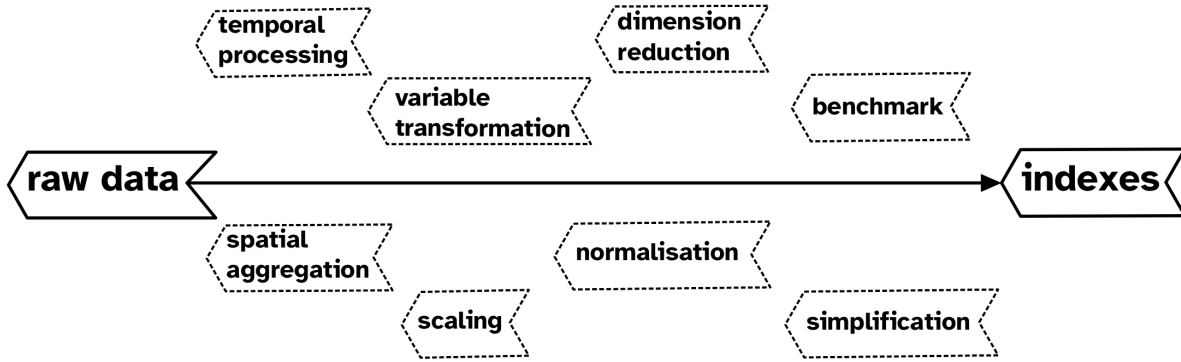 temporal
processing
dimension
reduction
variable
transformation
benchmark
raw data
indexes
spatial
aggregation
normalisation
scaling
simplification